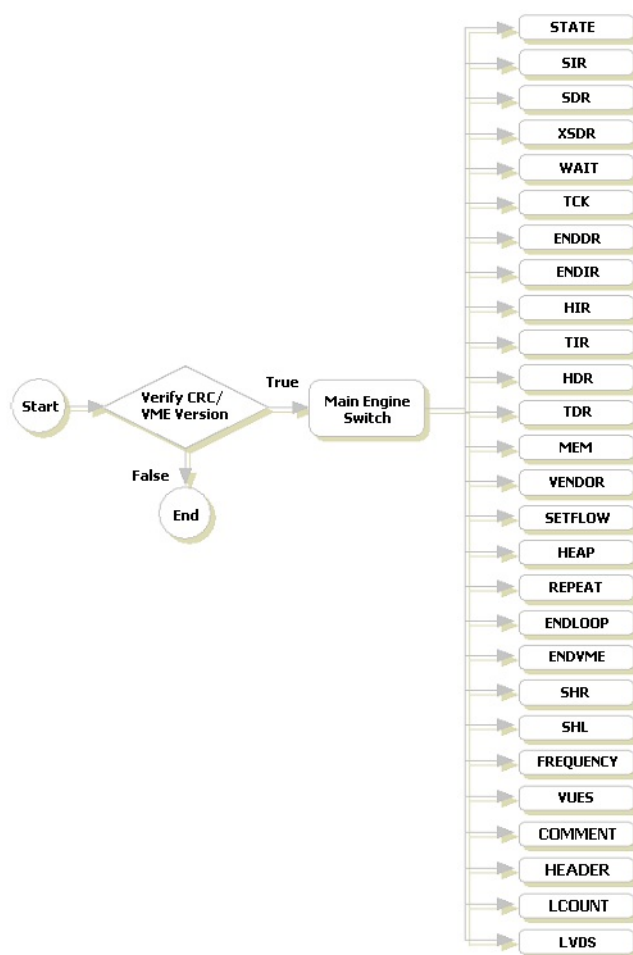 STATE
SIR
SDR
XSDR
WAIT
TCK
ENDDR
ENDIR
HIR
TIR
HDR
TDR
MEM
VENDOR
SETFLOW
HEAP
REPEAT
ENDLOOP
ENDVME
SHR
SHL
FREQUENCY
VUES
COMMENT
HEADER
LCOUNT
LVDS
Start
Verify CRC/
VME Version
True
Main Engine
Switch
False
End